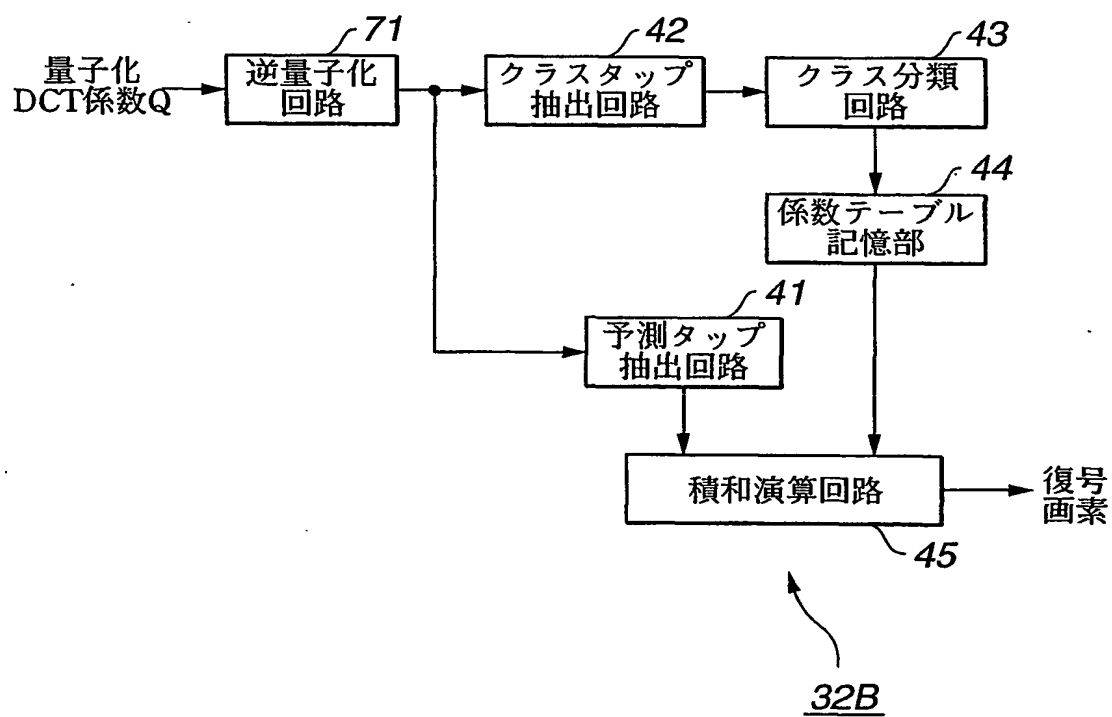 71
42
43
量子化
DCT係数Q
逆量子化
回路
クラスタップ
抽出回路
クラス分類
回路
44
係数テーブル
記憶部
41
予測タップ
抽出回路
積和演算回路
復号
画素
45
32B